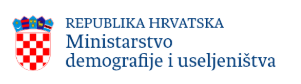 REPUBLIKA HRVATSKA
Ministarstvo
demografije i useljeništva